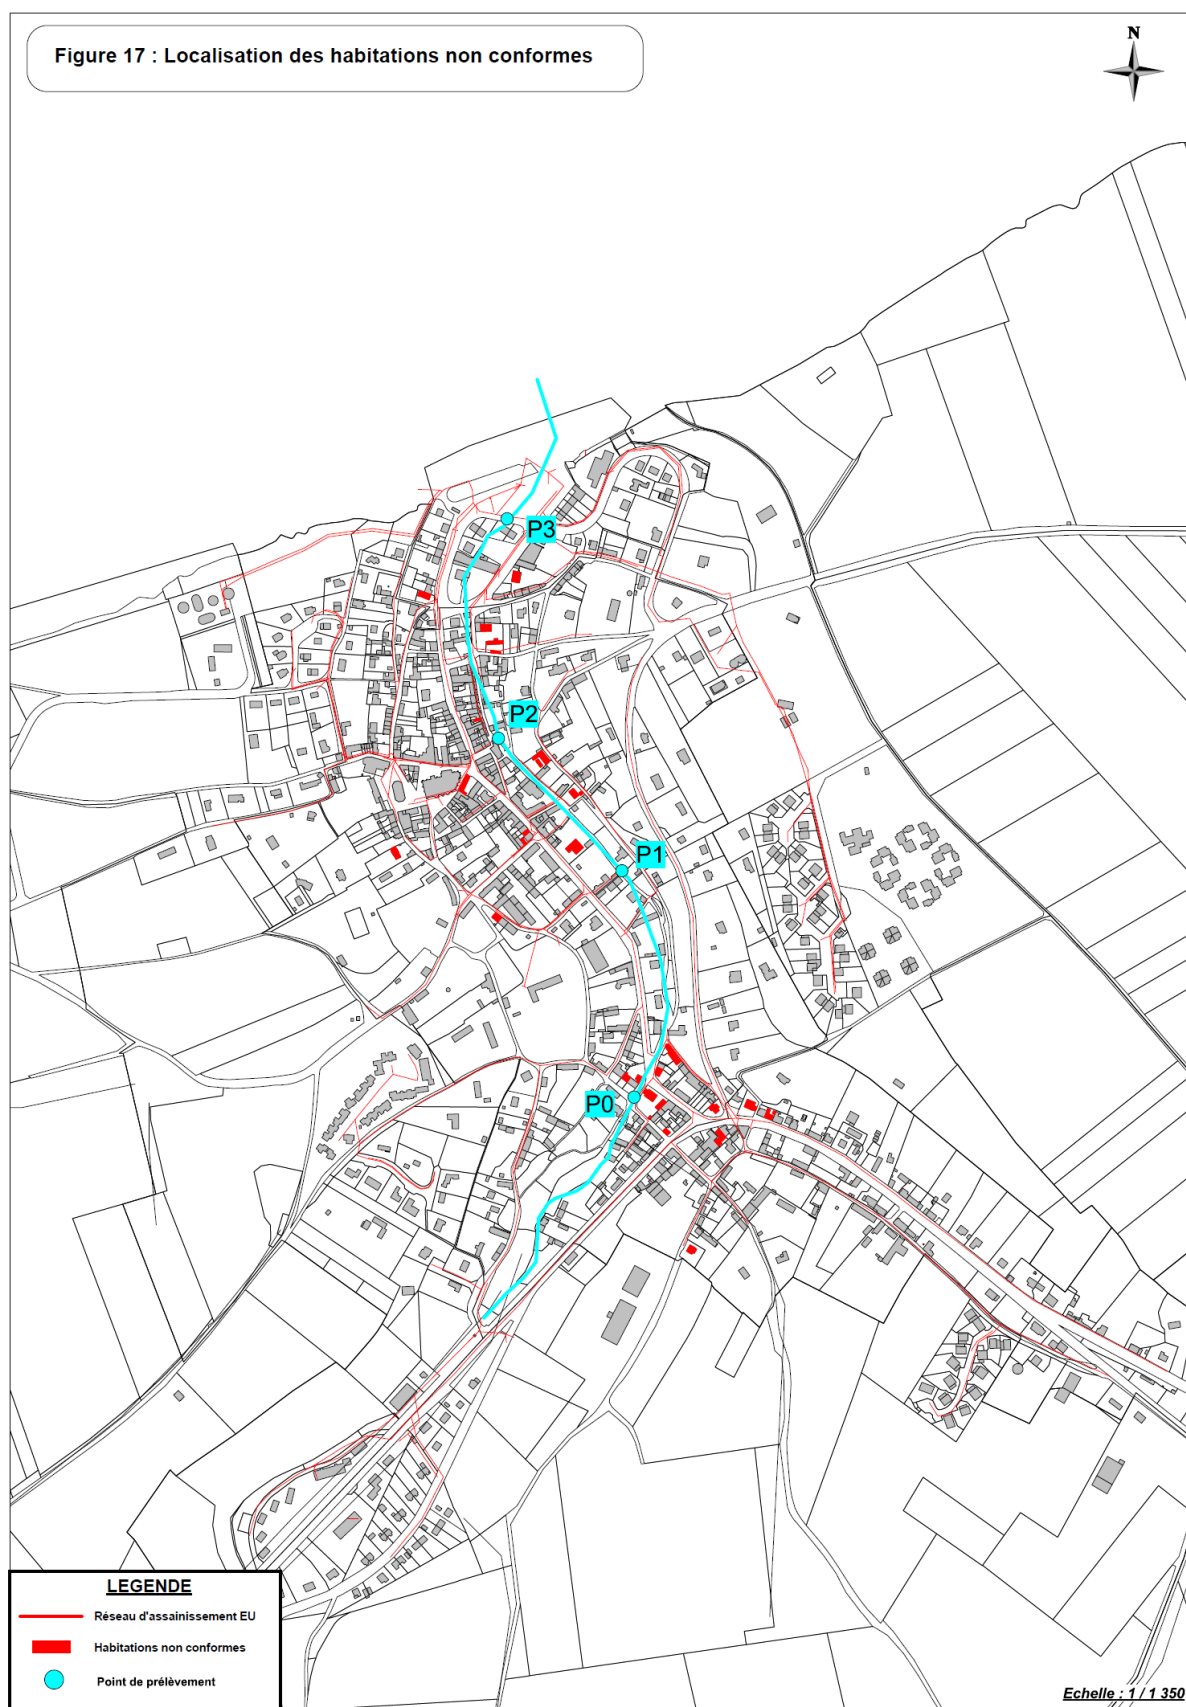 Figure 17 : Localisation des habitations non conformes
N
P3
P2
P1
P0
LEGENDE
Réseau d'assainissement EU
Habitations non conformes
Point de prélèvement
Echelle : 1 / 1 350